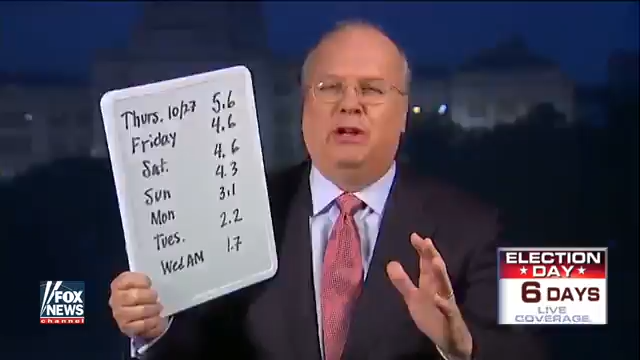 Thurs. 10/27 5.6
Friday 4.6
Sat. 4.6
Sun 4.3
Mon 3.1
Tues. 2.2
Wed AM 1.7
FOX
NEWS
channel
ELECTION
DAY
6 DAYS
LIVE
COVERAGE